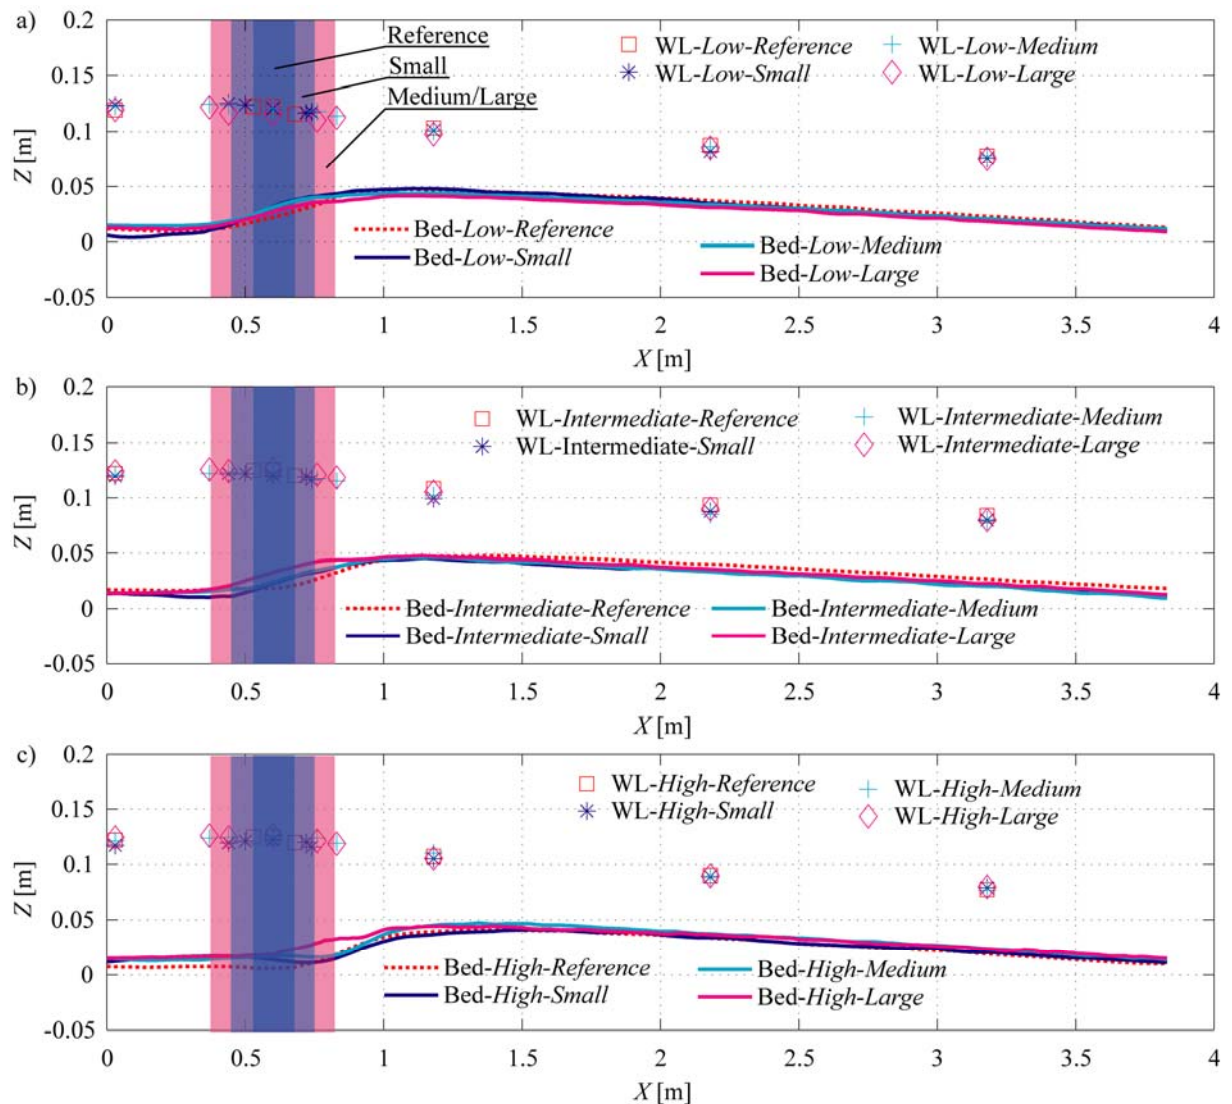 a)
0.2
0.15
0.1
0.05
0
-0.05
Z [m]
Reference
Small
Medium/Large
WL-Low-Reference
WL-Low-Medium
WL-Low-Small
WL-Low-Large
Bed-Low-Reference
Bed-Low-Small
Bed-Low-Medium
Bed-Low-Large
0 0.5 1 1.5 2 2.5 3 3.5 4
X [m]
b)
0.2
0.15
0.1
0.05
0
-0.05
Z [m]
WL-Intermediate-Reference
WL-Intermediate-Medium
WL-Intermediate-Small
WL-Intermediate-Large
Bed-Intermediate-Reference
Bed-Intermediate-Medium
Bed-Intermediate-Small
Bed-Intermediate-Large
0 0.5 1 1.5 2 2.5 3 3.5 4
X [m]
c)
0.2
0.15
0.1
0.05
0
-0.05
Z [m]
WL-High-Reference
WL-High-Medium
WL-High-Small
WL-High-Large
Bed-High-Reference
Bed-High-Medium
Bed-High-Small
Bed-High-Large
0 0.5 1 1.5 2 2.5 3 3.5 4
X [m]